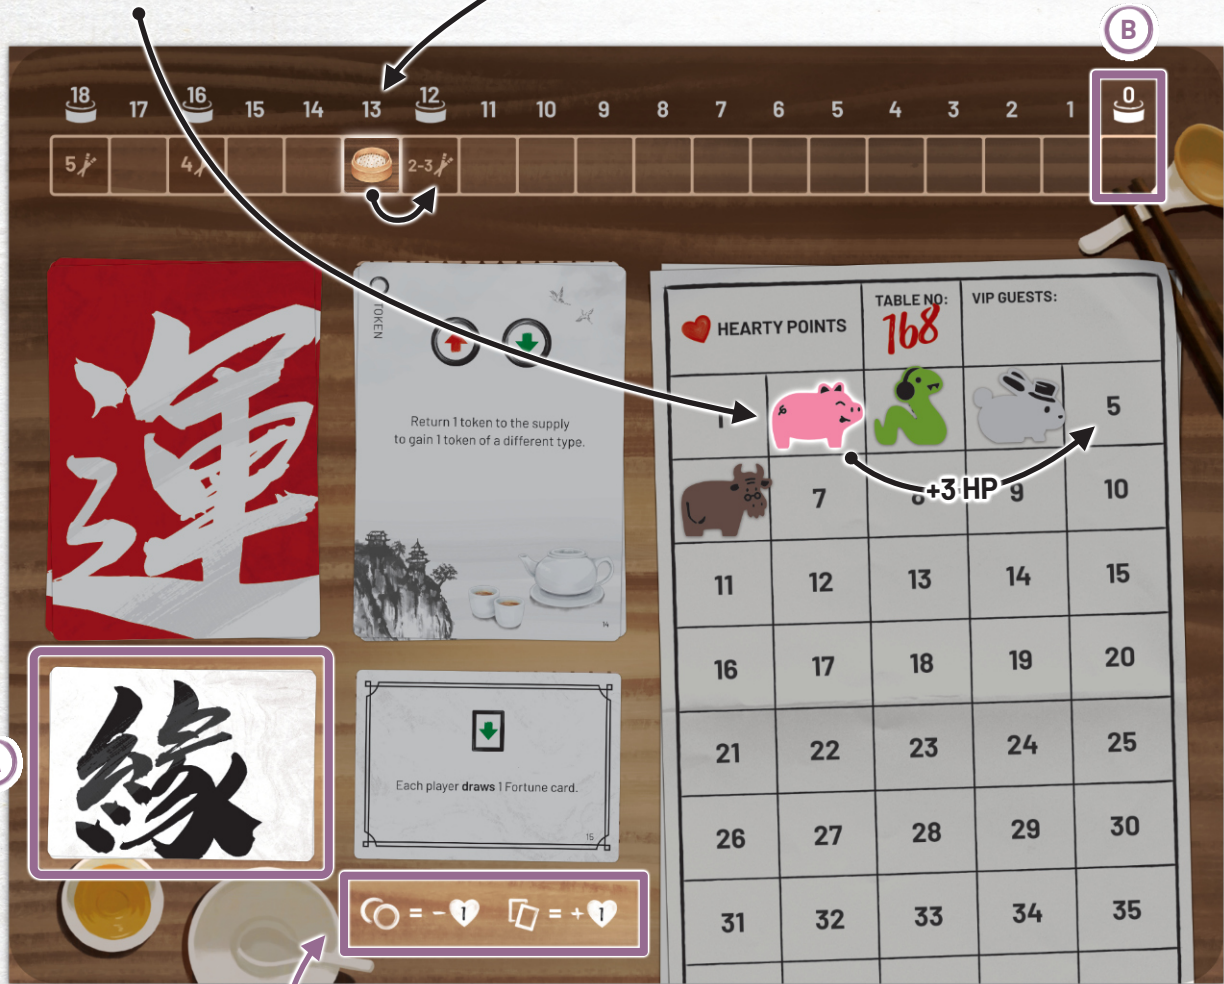 B
18 17 16 15 14 13 12 11 10 9 8 7 6 5 4 3 2 1 0
5 4 2-3
運
TOKEN
Return 1 token to the supply
to gain 1 token of a different type.
14
HEARTY POINTS
TABLE NO:
168
VIP GUESTS:
1 5
+3 HP
7 8 9 10
11 12 13 14 15
16 17 18 19 20
21 22 23 24 25
26 27 28 29 30
31 32 33 34 35
緣
Each player draws 1 Fortune card.
15
= - 1 = + 1